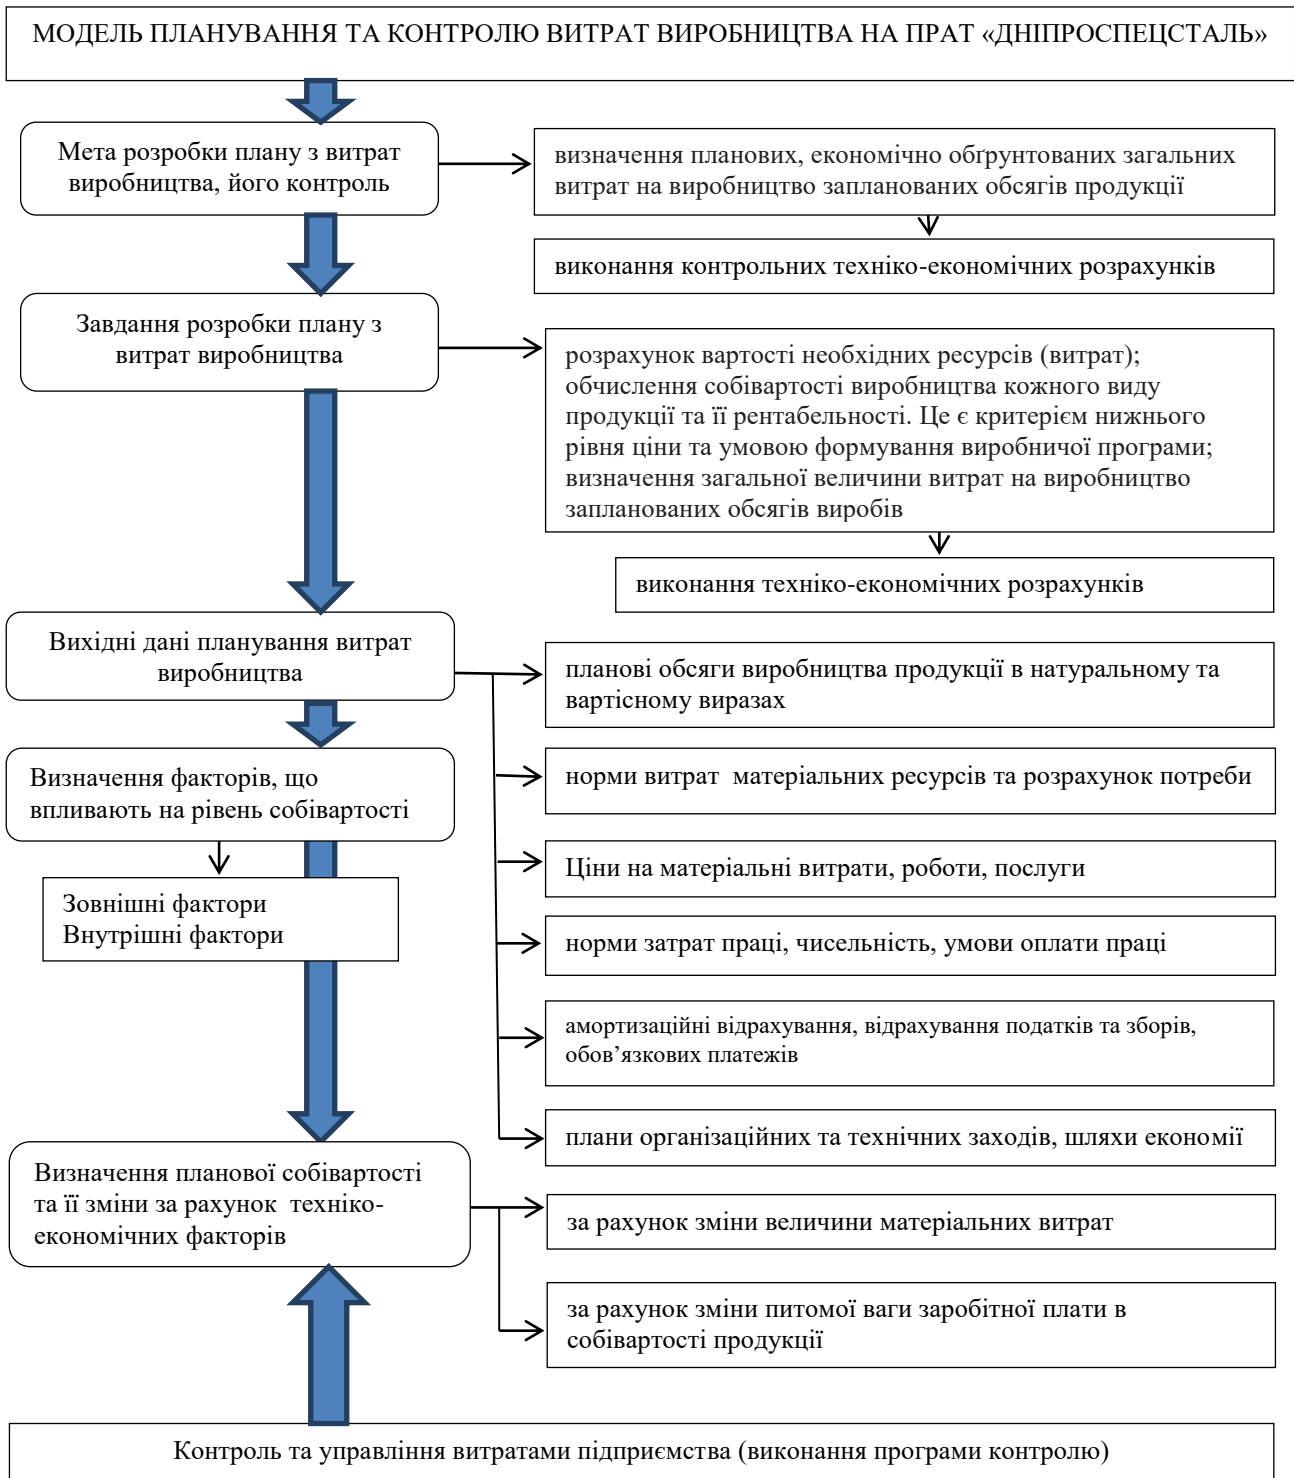 МОДЕЛЬ ПЛАНУВАННЯ ТА КОНТРОЛЮ ВИТРАТ ВИРОБНИЦТВА НА ПРАТ «ДНІПРОСПЕЦСТАЛЬ»
Мета розробки плану з витрат
виробництва, його контроль
визначення планових, економічно обґрунтованих загальних
витрат на виробництво запланованих обсягів продукції
виконання контрольних техніко-економічних розрахунків
Завдання розробки плану з
витрат виробництва
розрахунок вартості необхідних ресурсів (витрат);
обчислення собівартості виробництва кожного виду
продукції та її рентабельності. Це є критерієм нижнього
рівня ціни та умовою формування виробничої програми;
визначення загальної величини витрат на виробництво
запланованих обсягів виробів
виконання техніко-економічних розрахунків
Вихідні дані планування витрат
виробництва
планові обсяги виробництва продукції в натуральному та
вартісному виразах
Визначення факторів, що
впливають на рівень собівартості
норми витрат  матеріальних ресурсів та розрахунок потреби
Ціни на матеріальні витрати, роботи, послуги
Зовнішні фактори
Внутрішні фактори
норми затрат праці, чисельність, умови оплати праці
амортизаційні відрахування, відрахування податків та зборів,
обов’язкових платежів
плани організаційних та технічних заходів, шляхи економії
Визначення планової собівартості
та її зміни за рахунок  техніко-
економічних факторів
за рахунок зміни величини матеріальних витрат
за рахунок зміни питомої ваги заробітної плати в
собівартості продукції
Контроль та управління витратами підприємства (виконання програми контролю)